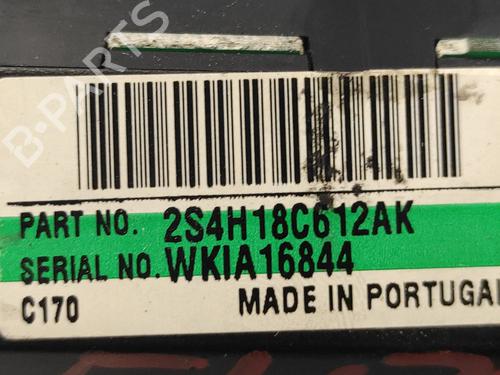 B-PARTS
PART NO. 2S4H18C612AK
SERIAL NO. WKIA16844
C170 MADE IN PORTUGAL